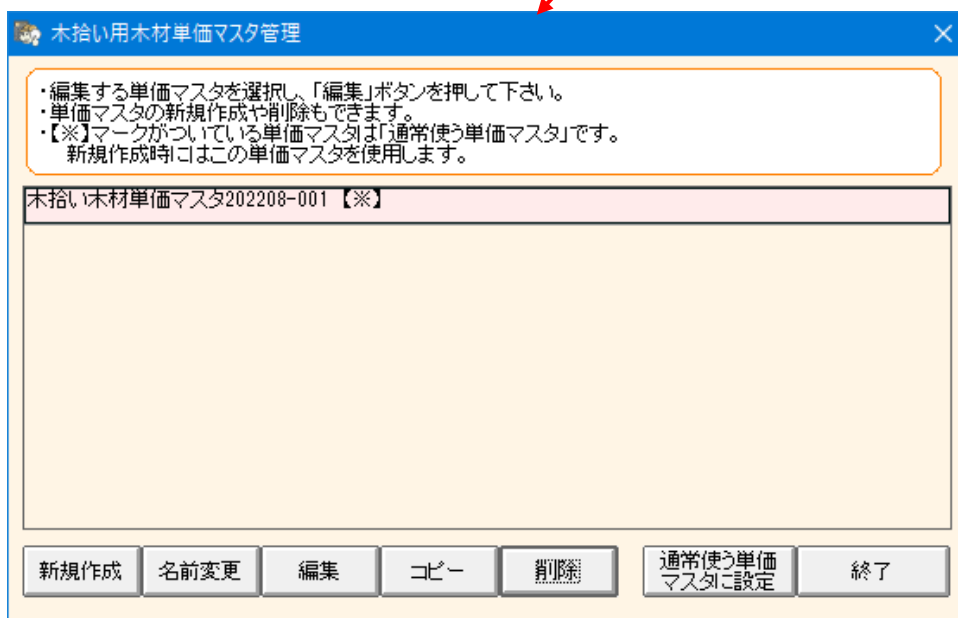 木拾い用木材単価マスタ管理
・編集する単価マスタを選択し、「編集」ボタンを押して下さい。
・単価マスタの新規作成や削除もできます。
・【※】マークがついている単価マスタは「通常使う単価マスタ」です。
新規作成時にはこの単価マスタを使用します。
木拾い木材単価マスタ202208-001 【※】
新規作成
名前変更
編集
コピー
削除
通常使う単価
マスタに設定
終了